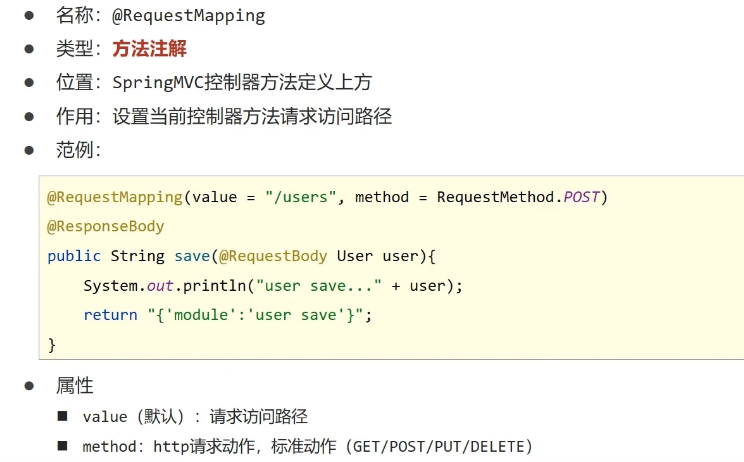 ● 名称：@RequestMapping
● 类型：方法注解
● 位置：SpringMVC控制器方法定义上方
● 作用：设置当前控制器方法请求访问路径
● 范例：
@RequestMapping(value = "/users", method = RequestMethod.POST)
@ResponseBody
public String save(@RequestBody User user){
    System.out.println("user save..." + user);
    return "{'module':'user save'}";
}
● 属性
■ value（默认）：请求访问路径
■ method：http请求动作，标准动作（GET/POST/PUT/DELETE）